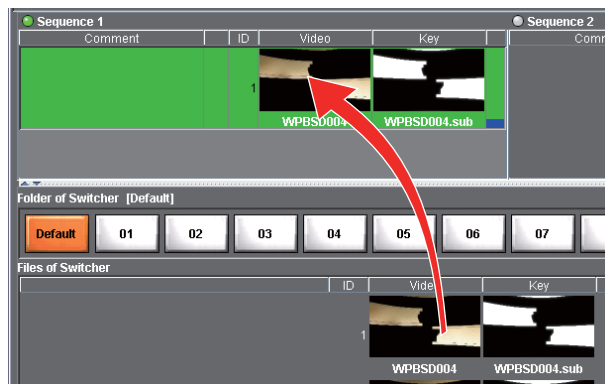 Sequence 1
Sequence 2
Comment ID Video Key
1
WPBSD004 WPBSD004.sub
Folder of Switcher [Default]
Default 01 02 03 04 05 06 07
Files of Switcher
ID Video Key
1
WPBSD004 WPBSD004.sub